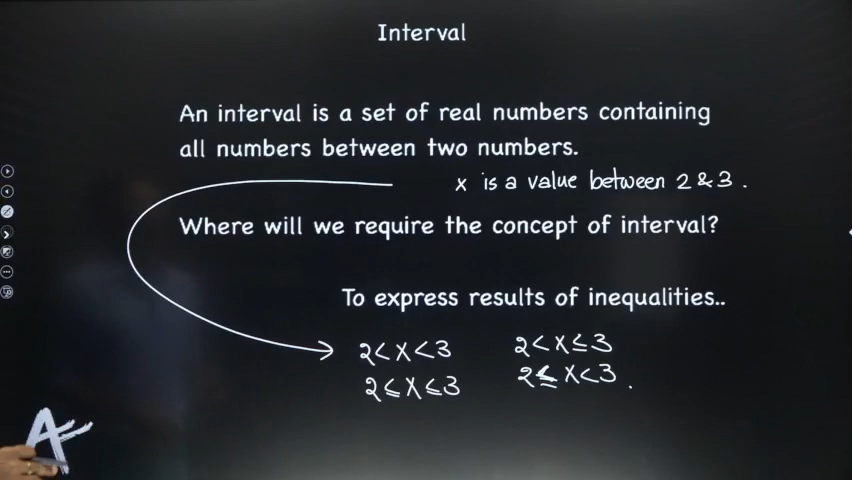 Interval
An interval is a set of real numbers containing
all numbers between two numbers.
x is a value between 2 & 3.
Where will we require the concept of interval?
To express results of inequalities..
2 < x < 3
2 < x ≤ 3
2 ≤ x ≤ 3
2 ≤ x < 3.
A